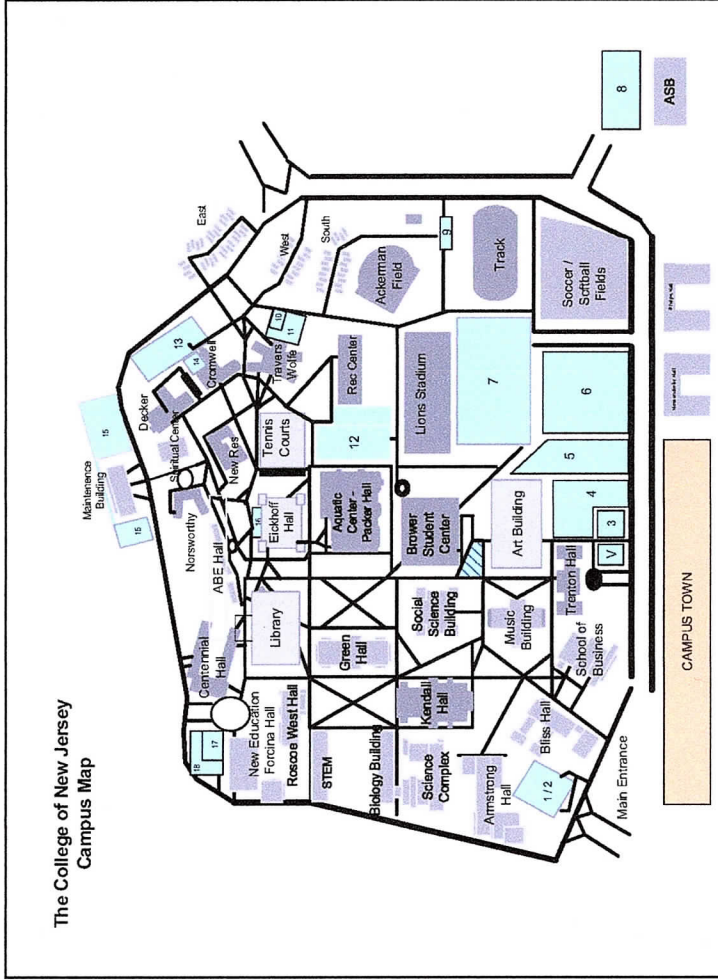 The College of New Jersey
Campus Map
Main Entrance
1 / 2
Armstrong
Hall
Bliss Hall
Science
Complex
Biology Building
STEM
Roscoe West Hall
New Education
Forcina Hall
18
17
Centennial
Hall
School of
Business
Kendall
Hall
Green
Hall
Library
Music
Building
Social
Science
Building
Trenton Hall
ABE Hall
Norsworthy
V
3
4
Art Building
Brower
Student
Center
Aquatic
Center -
Packer Hall
Eickhoff
Hall
16
15
Maintenence
Building
15
CAMPUS TOWN
5
12
Tennis
Courts
New Res
Spiritual Center
Decker
6
7
Lions Stadium
Rec Center
Travers
Wolfe
10
11
Cromwell
14
13
Soccer /
Softball
Fields
Track
9
Ackerman
Field
South
West
East
8
ASB